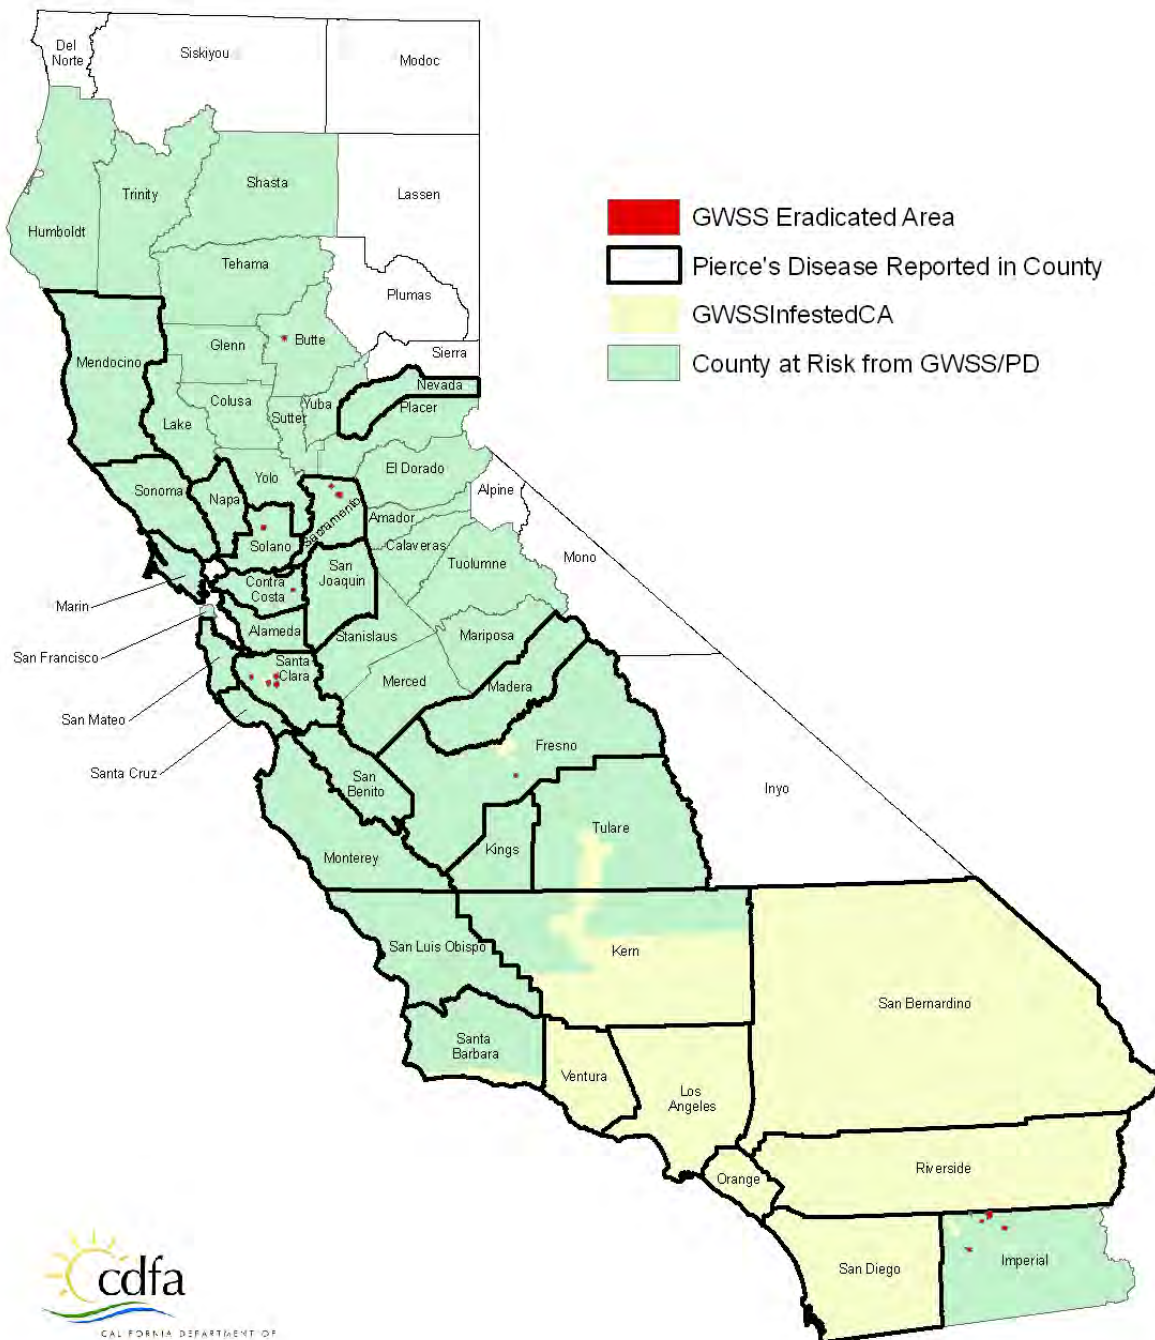 Del
Norte
Siskiyou
Modoc
Humboldt
Trinity
Shasta
Lassen
Tehama
Plumas
Butte
Glenn
Sierra
Mendocino
Nevada
Colusa
Yuba
Sutter
Placer
Lake
El Dorado
Yolo
Sonoma
Napa
Alpine
Sacramento
Amador
Solano
Calaveras
Mono
Tuolumne
San
Joaquin
Contra
Costa
Marin
Alameda
Stanislaus
Mariposa
San Francisco
Santa
Clara
Merced
Madera
San Mateo
Fresno
Santa Cruz
San
Benito
Inyo
Tulare
Kings
Monterey
San Luis Obispo
Kern
San Bernardino
Santa
Barbara
Ventura
Los
Angeles
Riverside
Orange
Imperial
San Diego
GWSS Eradicated Area
Pierce's Disease Reported in County
GWSSInfestedCA
County at Risk from GWSS/PD
cdfa
CALIFORNIA DEPARTMENT OF